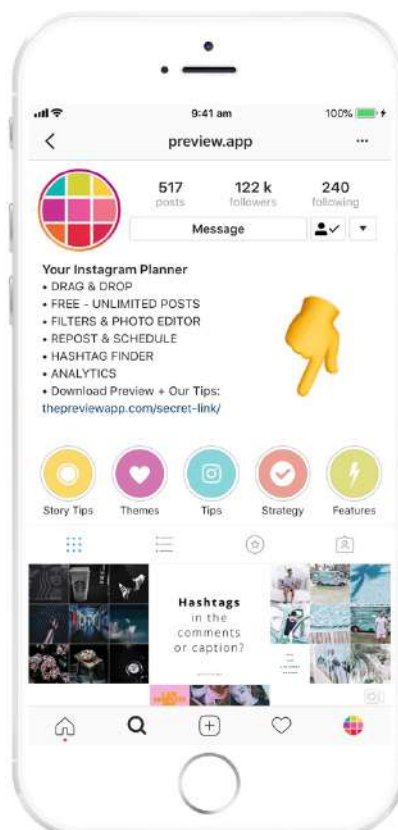 9:41 am
100%
preview.app
517
122 k
240
posts
followers
following
Message
Your Instagram Planner
• DRAG & DROP
• FREE - UNLIMITED POSTS
• FILTERS & PHOTO EDITOR
• REPOST & SCHEDULE
• HASHTAG FINDER
• ANALYTICS
• Download Preview + Our Tips:
thepreviewapp.com/secret-link/
Story Tips
Themes
Tips
Strategy
Features
Hashtags
in the
comments
or caption?